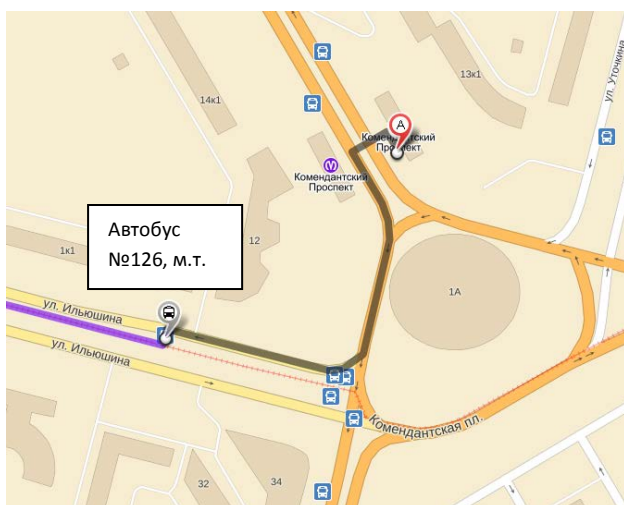 14к1
13к1
ул. Уточкина
А
Комендантский
Проспект
М
Комендантский
Проспект
Автобус
№126, м.т.
12
1к1
1А
ул. Ильюшина
ул. Ильюшина
Комендантская пл.
32
34